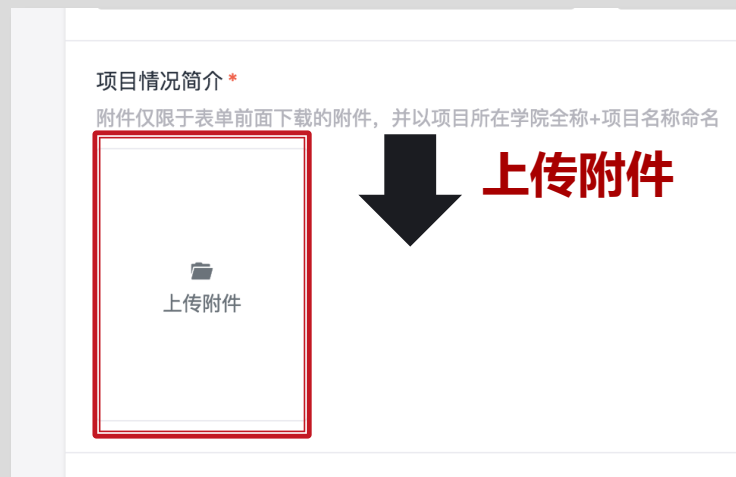 项目情况简介 *
附件仅限于表单前面下载的附件，并以项目所在学院全称+项目名称命名
上传附件
上传附件